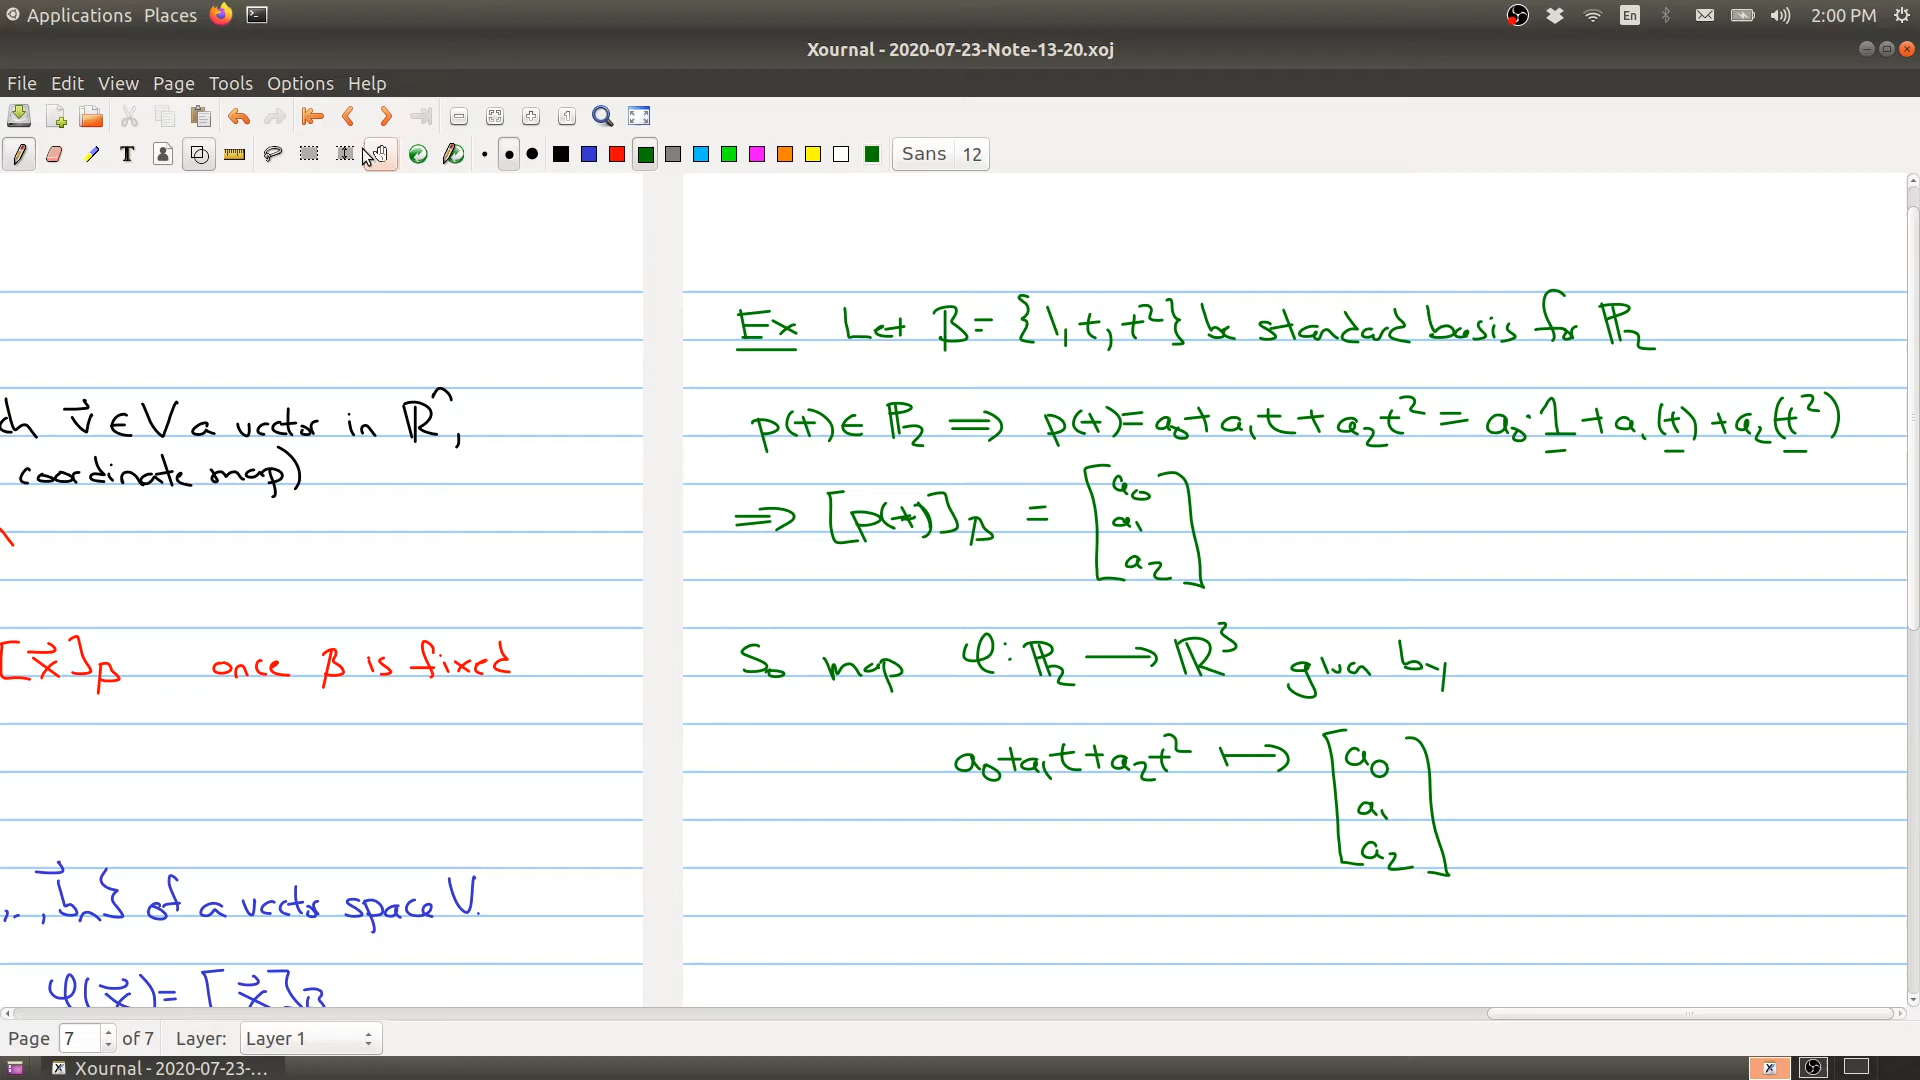 Applications Places En 2:00 PM
Xournal - 2020-07-23-Note-13-20.xoj
File Edit View Page Tools Options Help
Sans 12
v⃗ ∈ V a vector in ℝⁿ,
coordinate map)
[x⃗]_β once β is fixed
..., b⃗ₙ} of a vector space V.
φ(x⃗) = [x⃗]_β
Ex Let β = {1, t, t²} be standard basis for ℙ₂
p(t) ∈ ℙ₂ ⟹ p(t) = a₀ + a₁t + a₂t² = a₀·1 + a₁(t) + a₂(t²)
⟹ [p(t)]_β = [a₀
a₁
a₂]
So map φ: ℙ₂ ⟶ ℝ³ given by
a₀ + a₁t + a₂t² ⟼ [a₀
a₁
a₂]
Page 7 of 7 Layer: Layer 1
Xournal - 2020-07-23-...